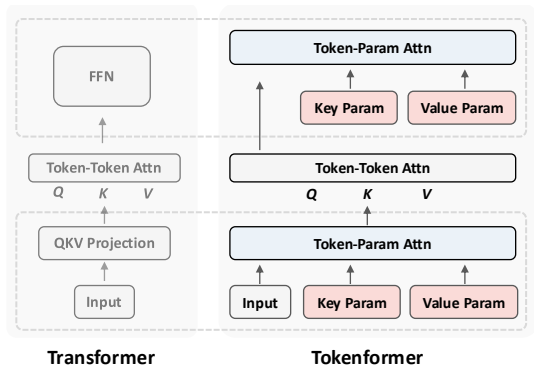 FFN
Token-Token Attn
Q K V
QKV Projection
Input
Transformer
Token-Param Attn
Key Param Value Param
Token-Token Attn
Q K V
Token-Param Attn
Input Key Param Value Param
Tokenformer